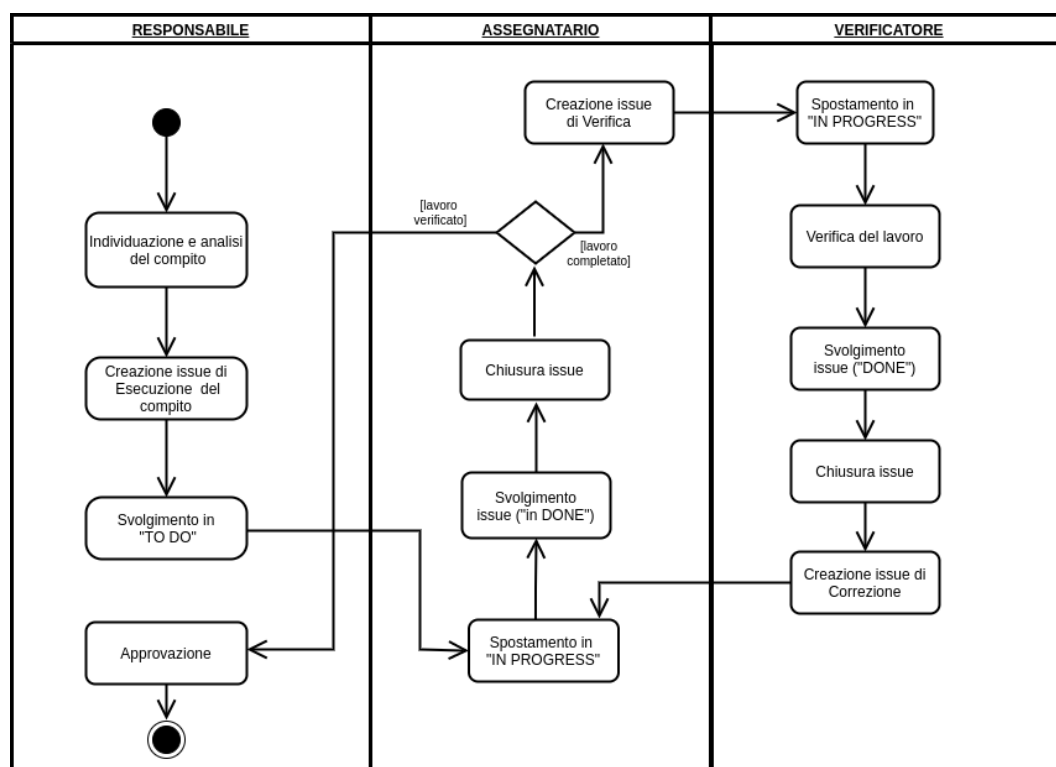 RESPONSABILE
ASSEGNATARIO
VERIFICATORE
Individuazione e analisi
del compito
Creazione issue di
Esecuzione del
compito
Svolgimento in
"TO DO"
Approvazione
Creazione issue
di Verifica
[lavoro
verificato]
[lavoro
completato]
Chiusura issue
Svolgimento
issue ("in DONE")
Spostamento in
"IN PROGRESS"
Spostamento in
"IN PROGRESS"
Verifica del lavoro
Svolgimento
issue ("DONE")
Chiusura issue
Creazione issue di
Correzione